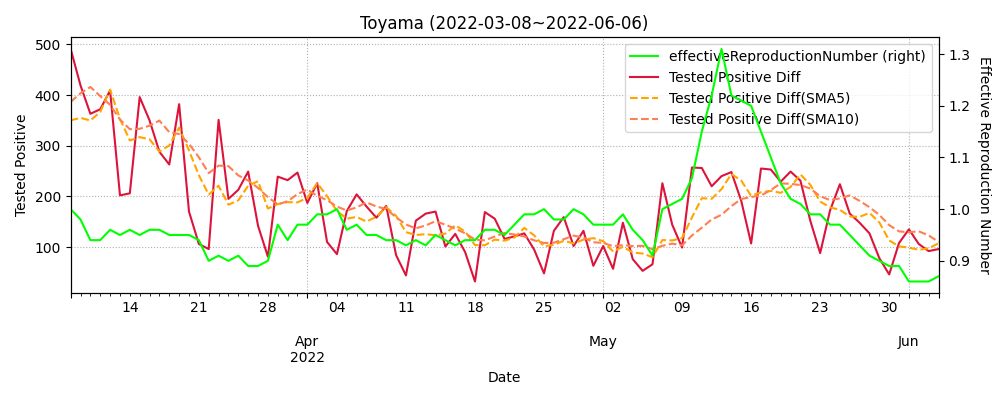 Toyama (2022-03-08~2022-06-06)
effectiveReproductionNumber (right)
Tested Positive Diff
Tested Positive Diff(SMA5)
Tested Positive Diff(SMA10)
Tested Positive
500
400
300
200
100
1.3
1.2
1.1
1.0
0.9
Effective Reproduction Number
14 21 28 04 11 18 25 02 09 16 23 30
Apr May Jun
2022
Date